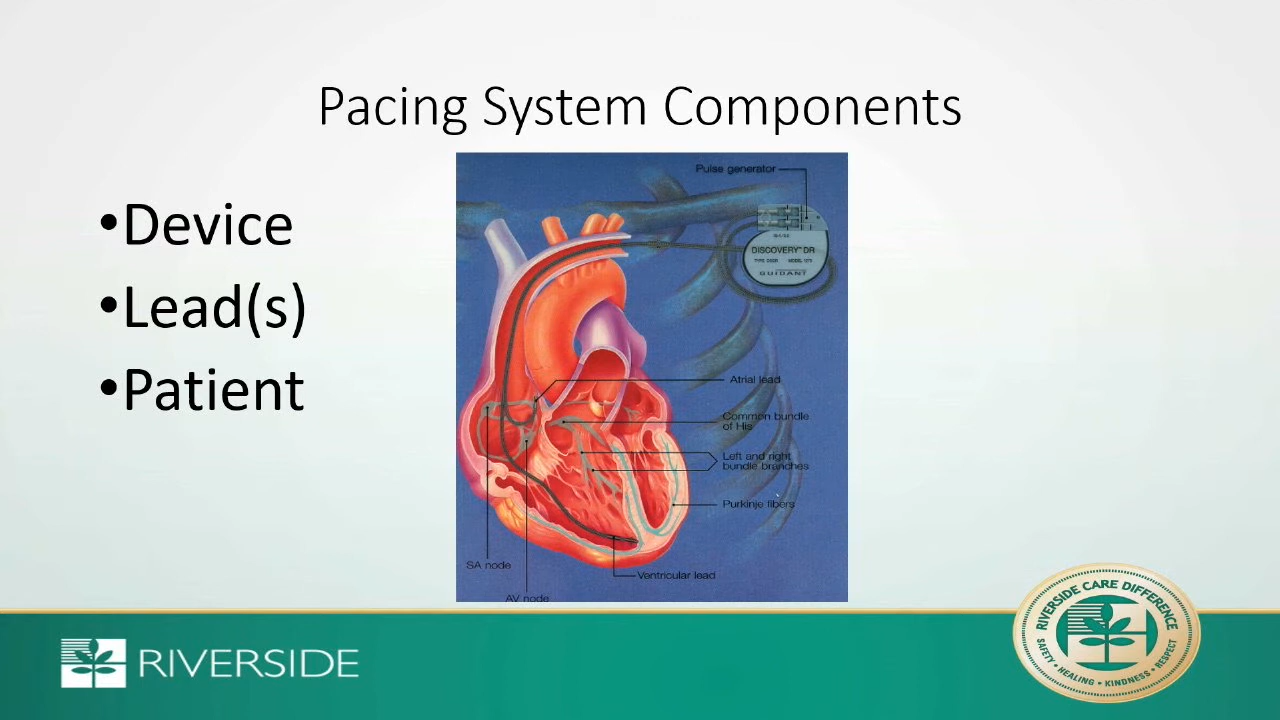 Pacing System Components
•Device
•Lead(s)
•Patient
Pulse generator
DISCOVERY™ DR
GUIDANT
Atrial lead
Common bundle
of His
Left and right
bundle branches
Purkinje fibers
SA node
Ventricular lead
AV node
RIVERSIDE
RIVERSIDE CARE DIFFERENCE
SAFETY • HEALING • KINDNESS • RESPECT